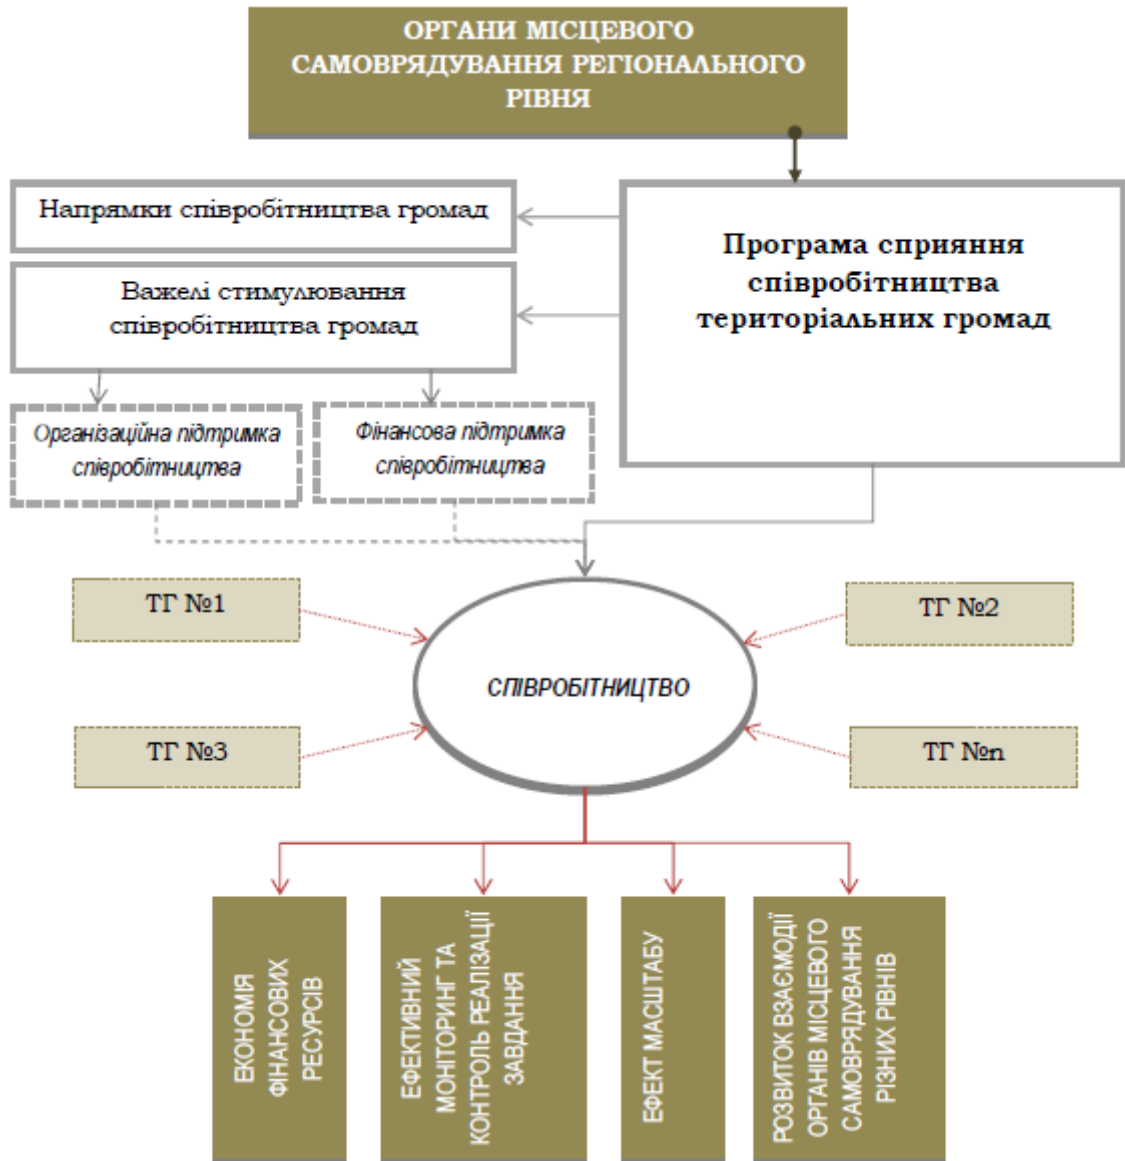 ОРГАНИ МІСЦЕВОГО
САМОВРЯДУВАННЯ РЕГІОНАЛЬНОГО
РІВНЯ
Напрямки співробітництва громад
Програма сприяння
співробітництва
територіальних громад
Важелі стимулювання
співробітництва громад
Організаційна підтримка
співробітництва
Фінансова підтримка
співробітництва
ТГ №1
ТГ №2
СПІВРОБІТНИЦТВО
ТГ №3
ТГ №n
ЕКОНОМІЯ
ФІНАНСОВИХ
РЕСУРСІВ
ЕФЕКТИВНИЙ
МОНІТОРИНГ ТА
КОНТРОЛЬ РЕАЛІЗАЦІЇ
ЗАВДАННЯ
ЕФЕКТ МАСШТАБУ
РОЗВИТОК ВЗАЄМОДІЇ
ОРГАНІВ МІСЦЕВОГО
САМОВРЯДУВАННЯ
РІЗНИХ РІВНІВ